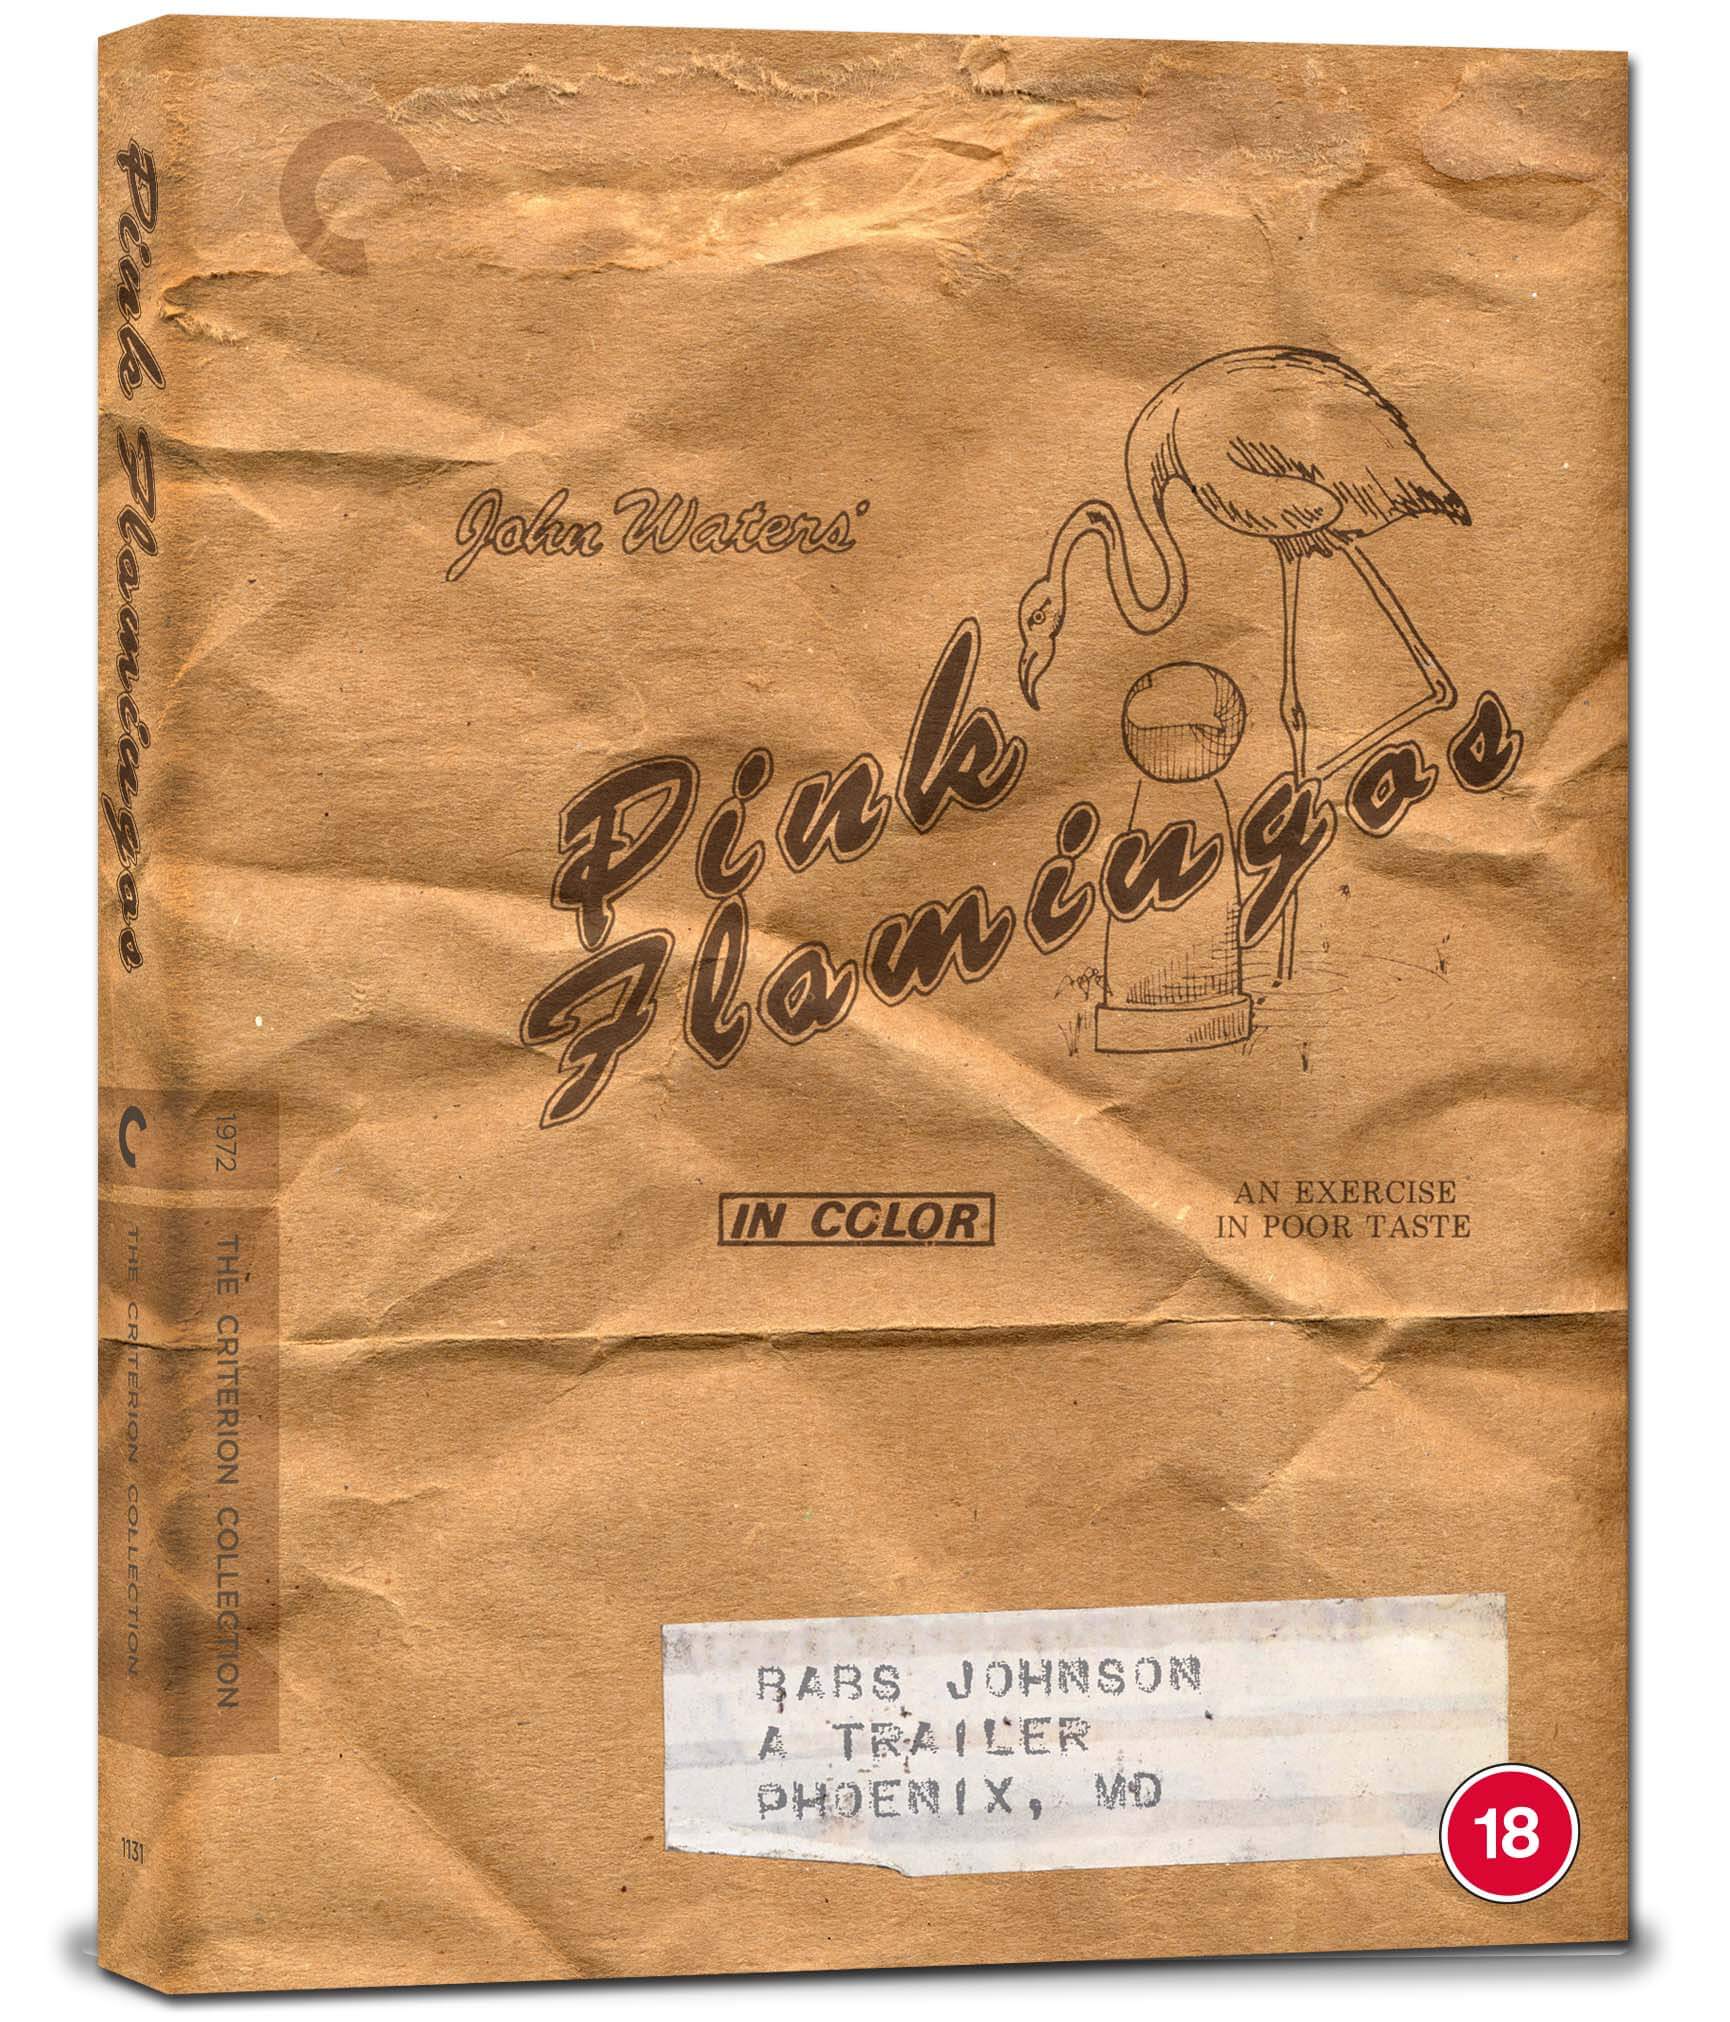 Pink Flamingos
THE CRITERION COLLECTION
1131
1972
THE CRITERION COLLECTION
John Waters'
Pink
Flamingos
IN COLOR
AN EXERCISE
IN POOR TASTE
BABS JOHNSON
A TRAILER
PHOENIX, MD
18